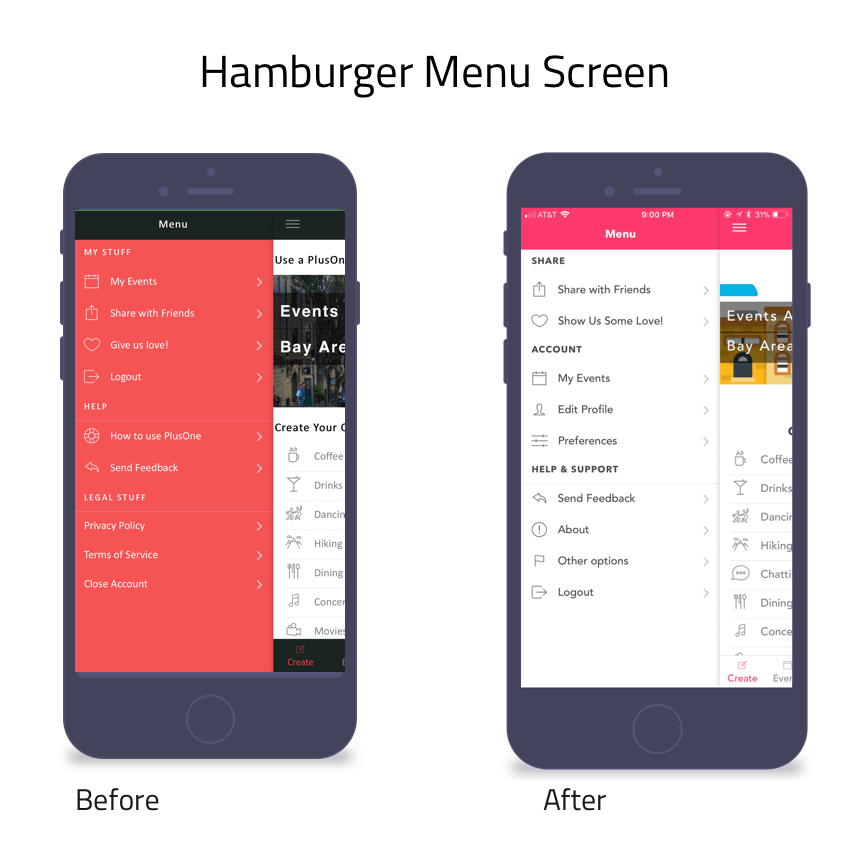 Hamburger Menu Screen
Menu
MY STUFF
My Events
Share with Friends
Give us love!
Logout
HELP
How to use PlusOne
Send Feedback
LEGAL STUFF
Privacy Policy
Terms of Service
Close Account
Use a PlusOn
Events
Bay Are
Create Your
Coffee
Drinks
Dancin
Hiking
Dining
Concer
Movies
Create
Before
AT&T
9:00 PM
31%
Menu
SHARE
Share with Friends
Show Us Some Love!
ACCOUNT
My Events
Edit Profile
Preferences
HELP & SUPPORT
Send Feedback
About
Other options
Logout
Events A
Bay Area
Coffee
Drinks
Dancin
Hiking
Chatti
Dining
Conce
Create
Even
After